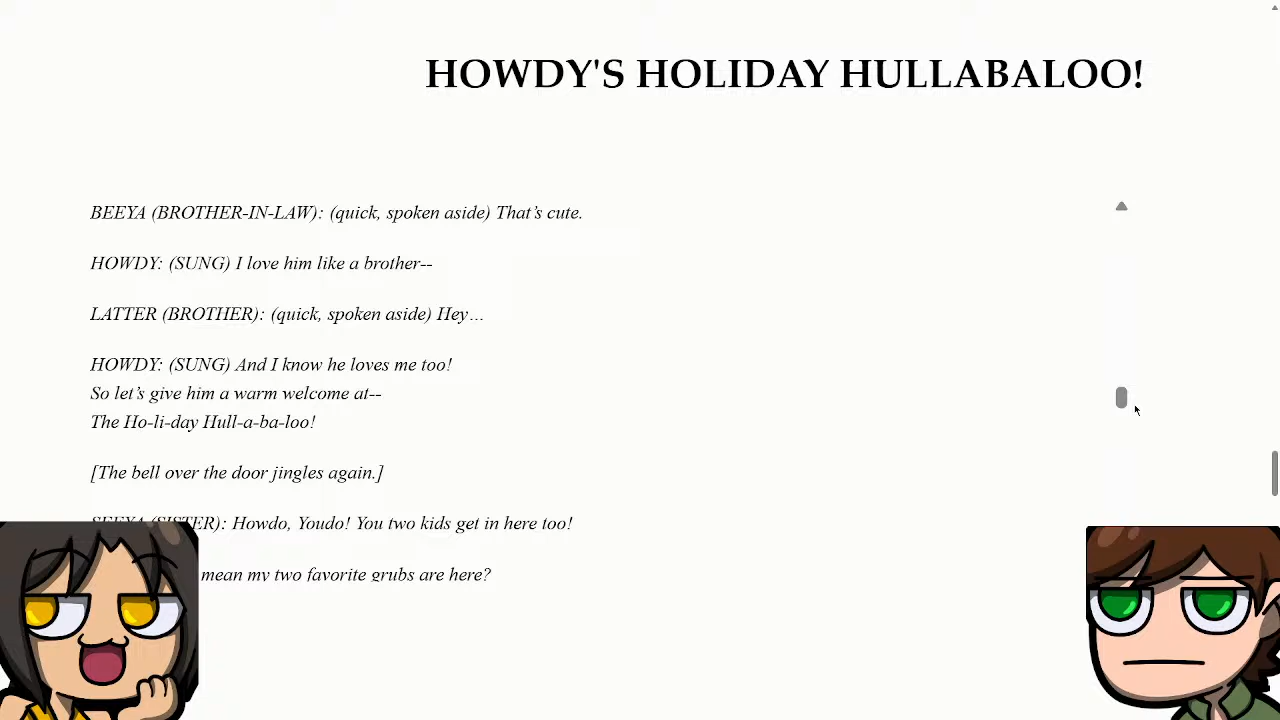 HOWDY'S HOLIDAY HULLABALOO!
BEEYA (BROTHER-IN-LAW): (quick, spoken aside) That's cute.
HOWDY: (SUNG) I love him like a brother--
LATTER (BROTHER): (quick, spoken aside) Hey…
HOWDY: (SUNG) And I know he loves me too!
So let's give him a warm welcome at--
The Ho-li-day Hull-a-ba-loo!
[The bell over the door jingles again.]
SEEYA (SISTER): Howdo, Youdo! You two kids get in here too!
mean my two favorite grubs are here?